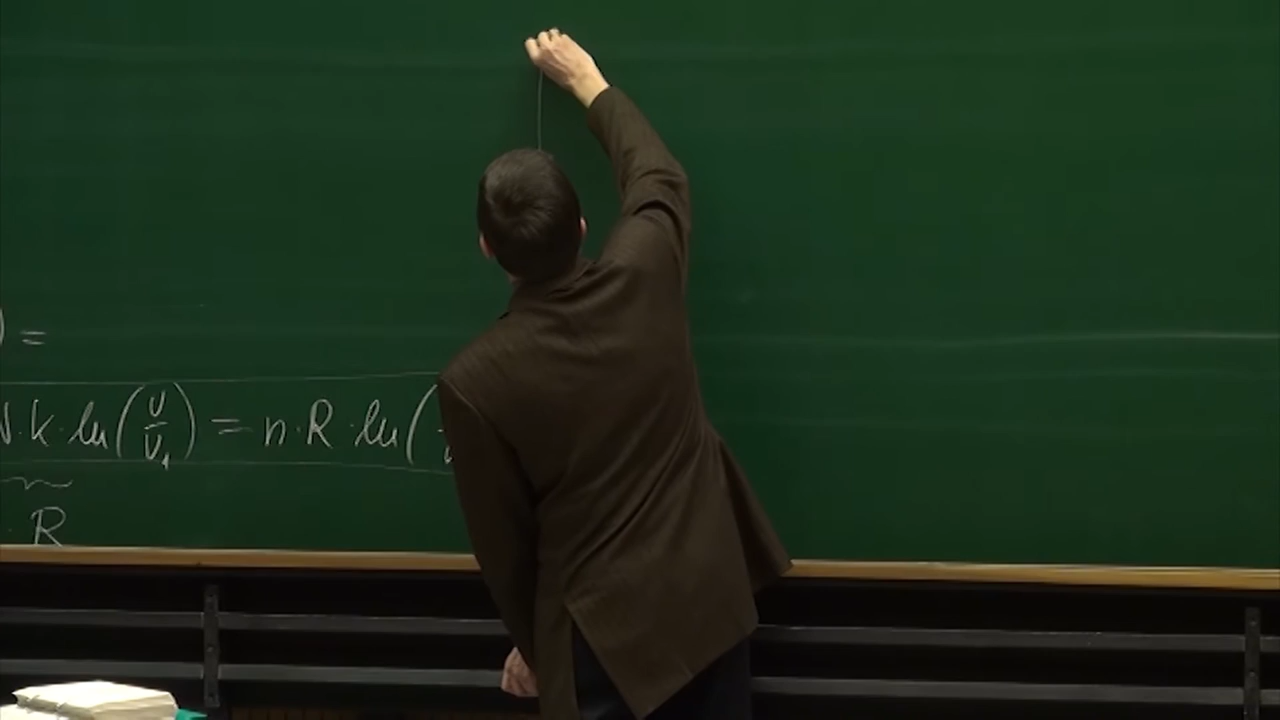 ) =
N·k·ln(V/V₁) = n·R·ln(
· R